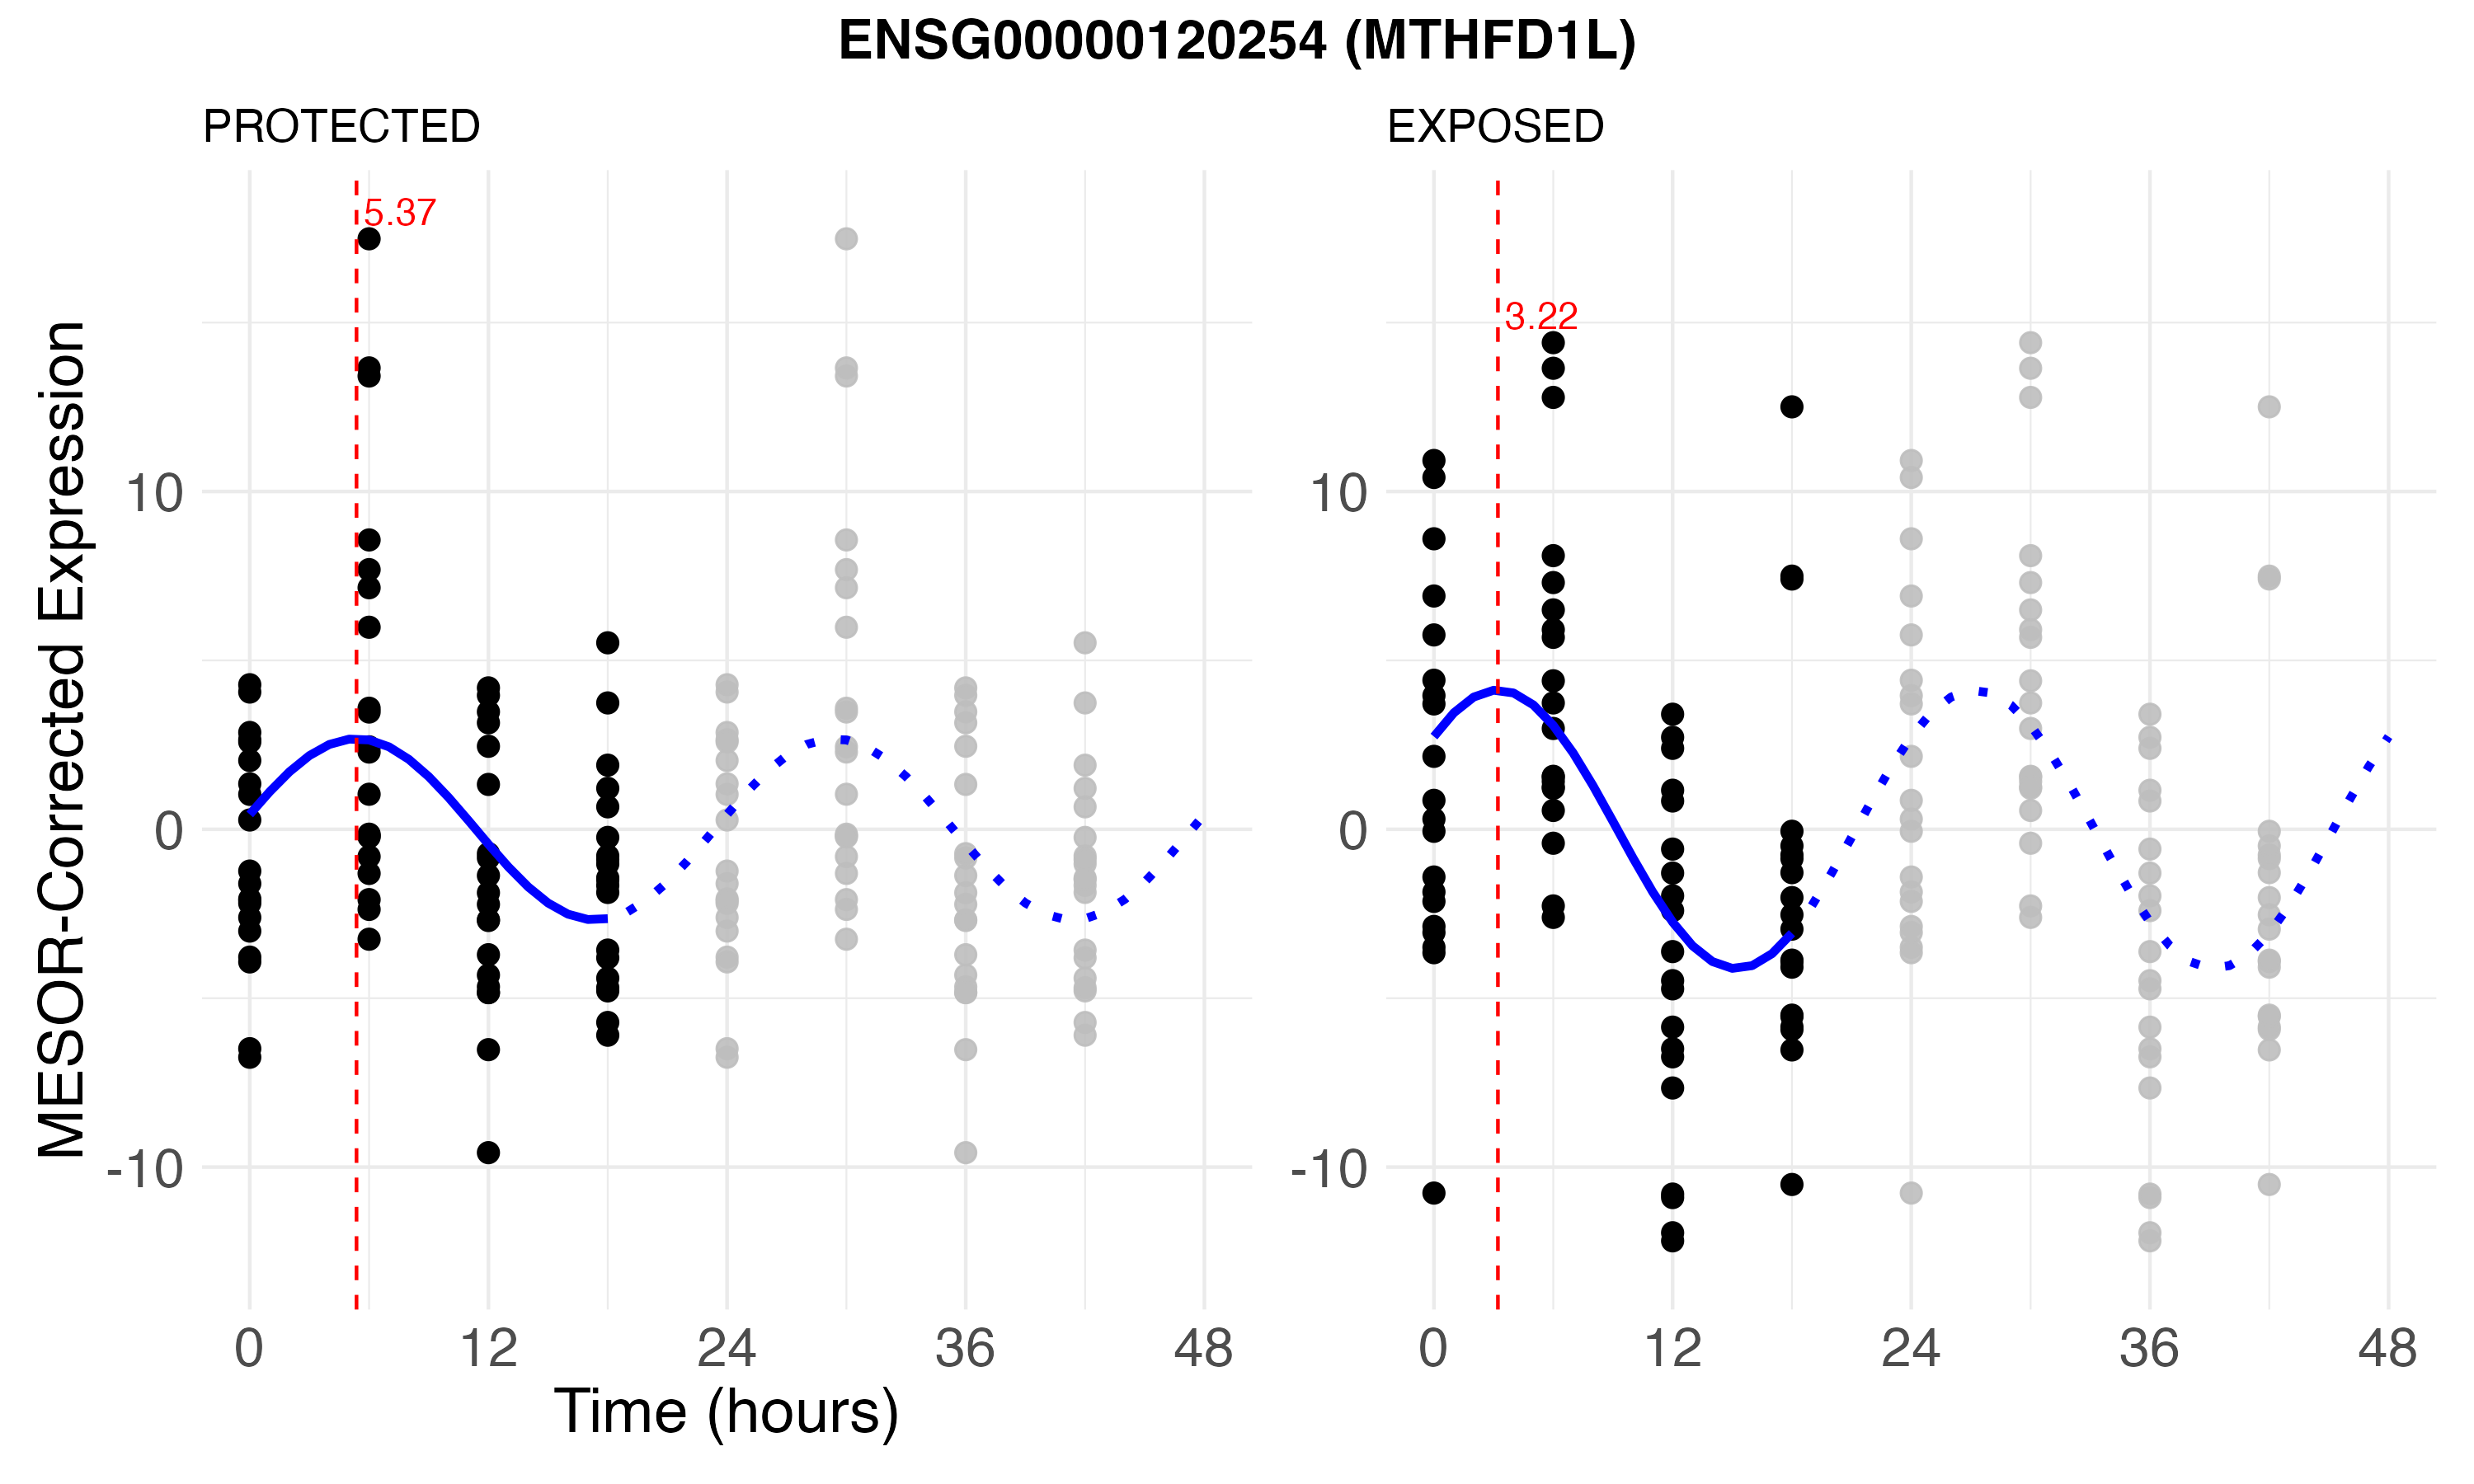 ENSG00000120254 (MTHFD1L)
PROTECTED
EXPOSED
5.37
3.22
MESOR-Corrected Expression
10
0
-10
10
0
-10
0 12 24 36 48
0 12 24 36 48
Time (hours)